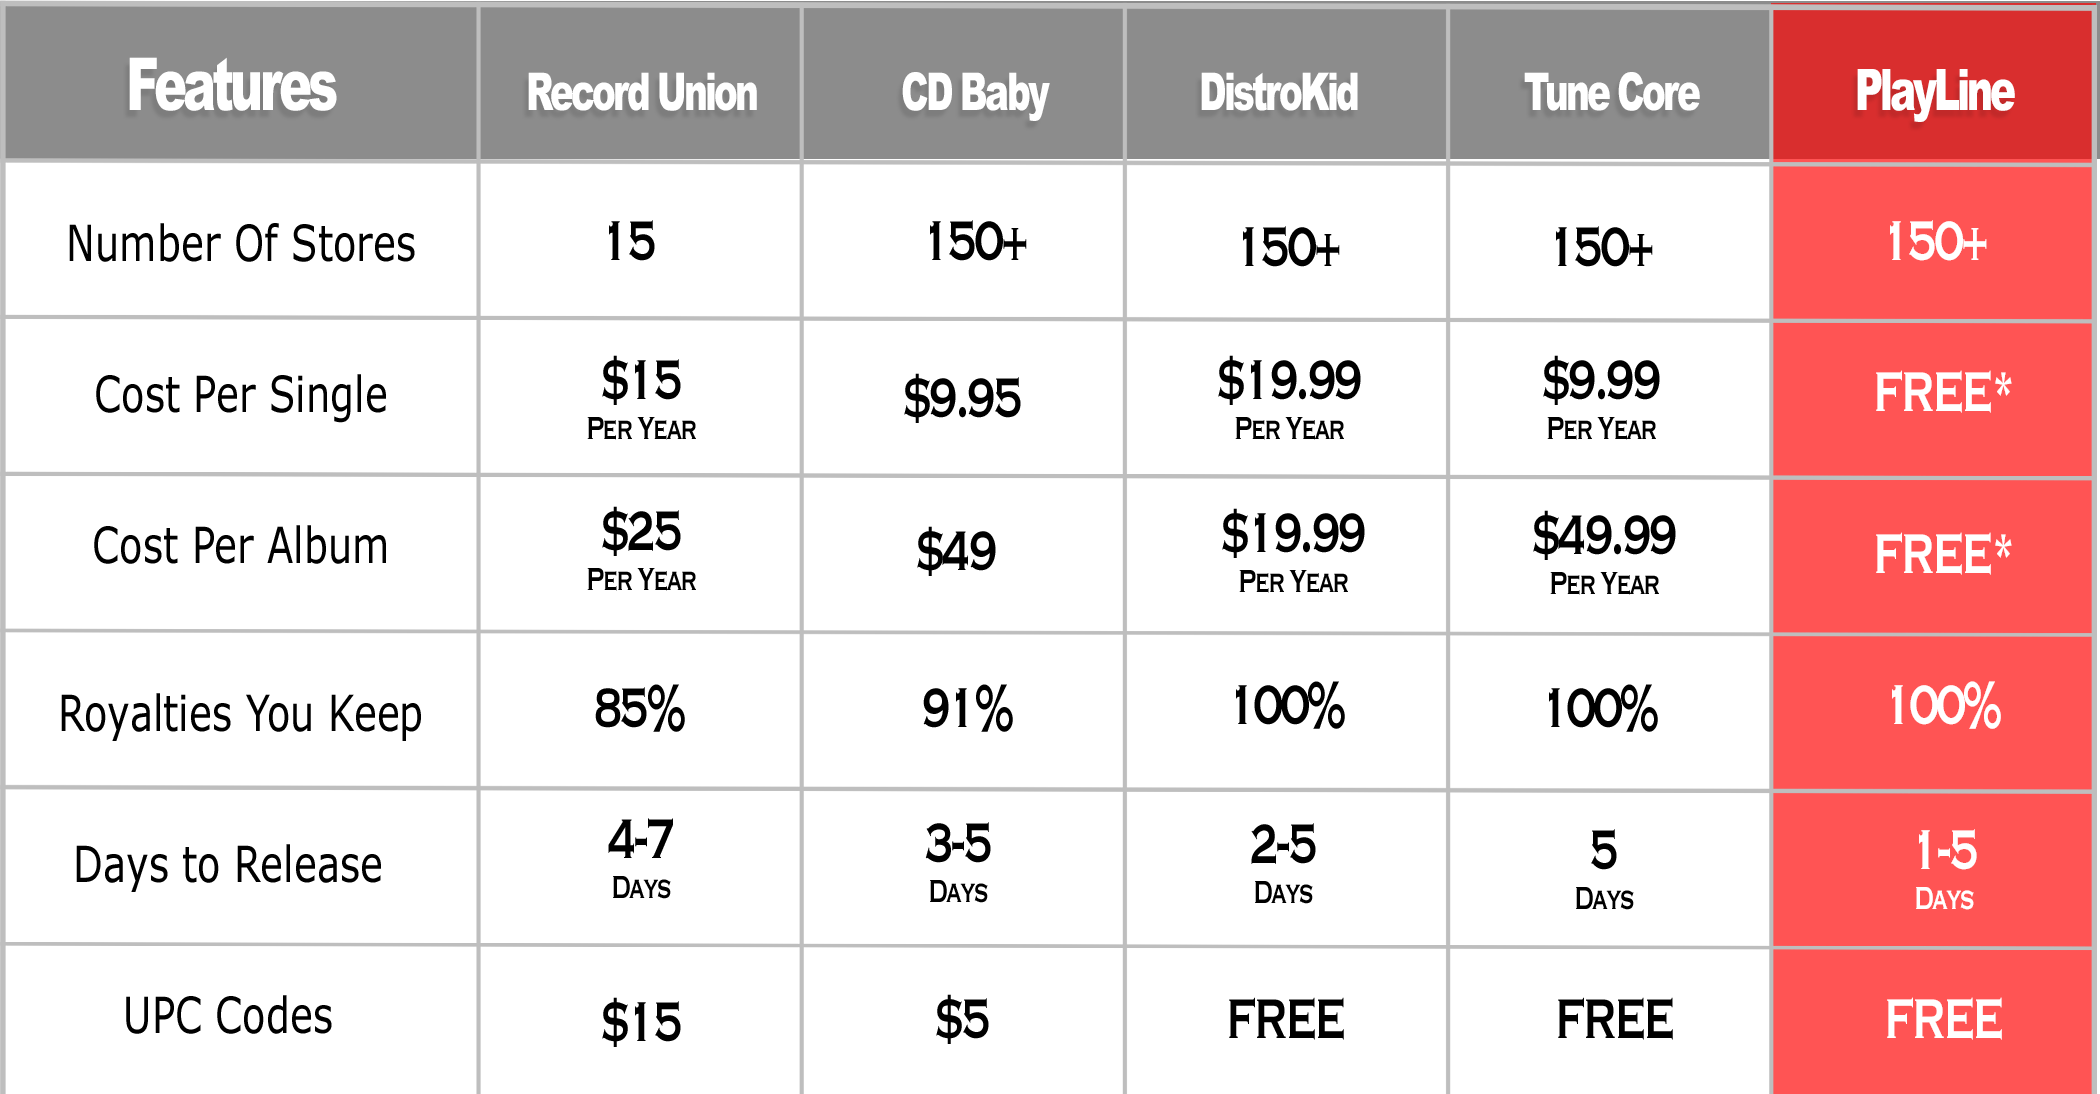 Features Record Union CD Baby DistroKid Tune Core PlayLine
Number Of Stores 15 150+ 150+ 150+ 150+
Cost Per Single $15 Per Year $9.95 $19.99 Per Year $9.99 Per Year FREE*
Cost Per Album $25 Per Year $49 $19.99 Per Year $49.99 Per Year FREE*
Royalties You Keep 85% 91% 100% 100% 100%
Days to Release 4-7 Days 3-5 Days 2-5 Days 5 Days 1-5 Days
UPC Codes $15 $5 FREE FREE FREE